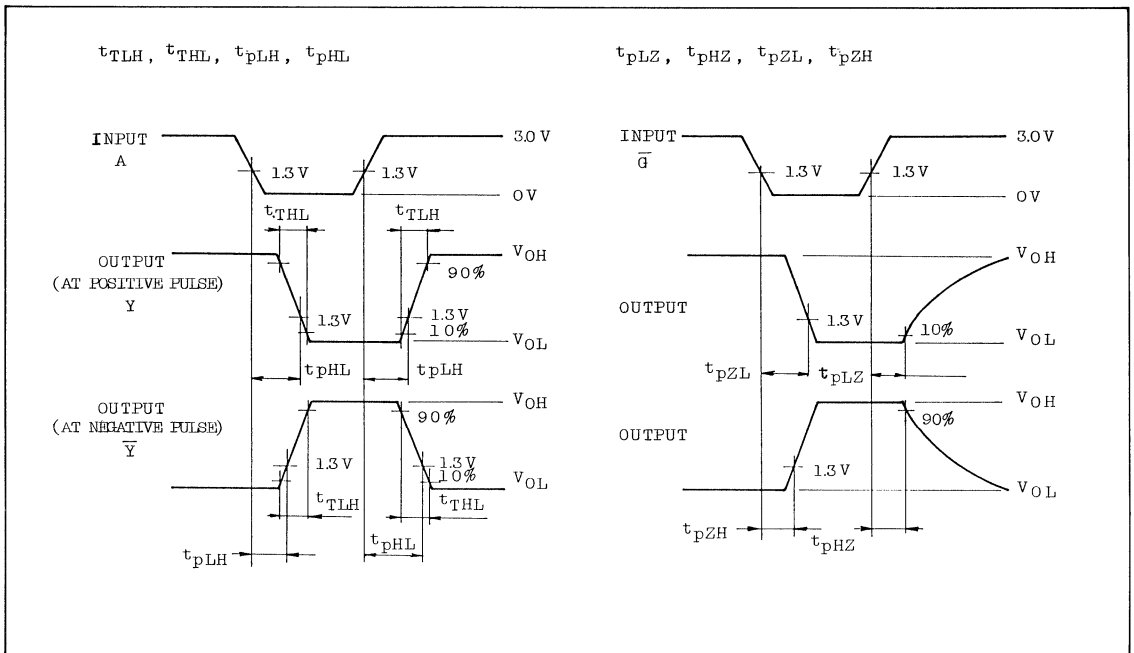 tTLH, tTHL, tpLH, tpHL
INPUT
A
3.0 V
1.3 V
1.3 V
0 V
tTHL
tTLH
OUTPUT
(AT POSITIVE PULSE)
Y
VOH
90%
1.3 V
1.3 V
10%
VOL
tpHL
tpLH
OUTPUT
(AT NEGATIVE PULSE)
Y̅
VOH
90%
1.3 V
1.3 V
10%
VOL
tTLH
tTHL
tpLH
tpHL
tpLZ, tpHZ, tpZL, tpZH
INPUT
G̅
3.0 V
1.3 V
1.3 V
0 V
OUTPUT
VOH
1.3 V
10%
VOL
tpZL
tpLZ
OUTPUT
VOH
90%
1.3 V
VOL
tpZH
tpHZ